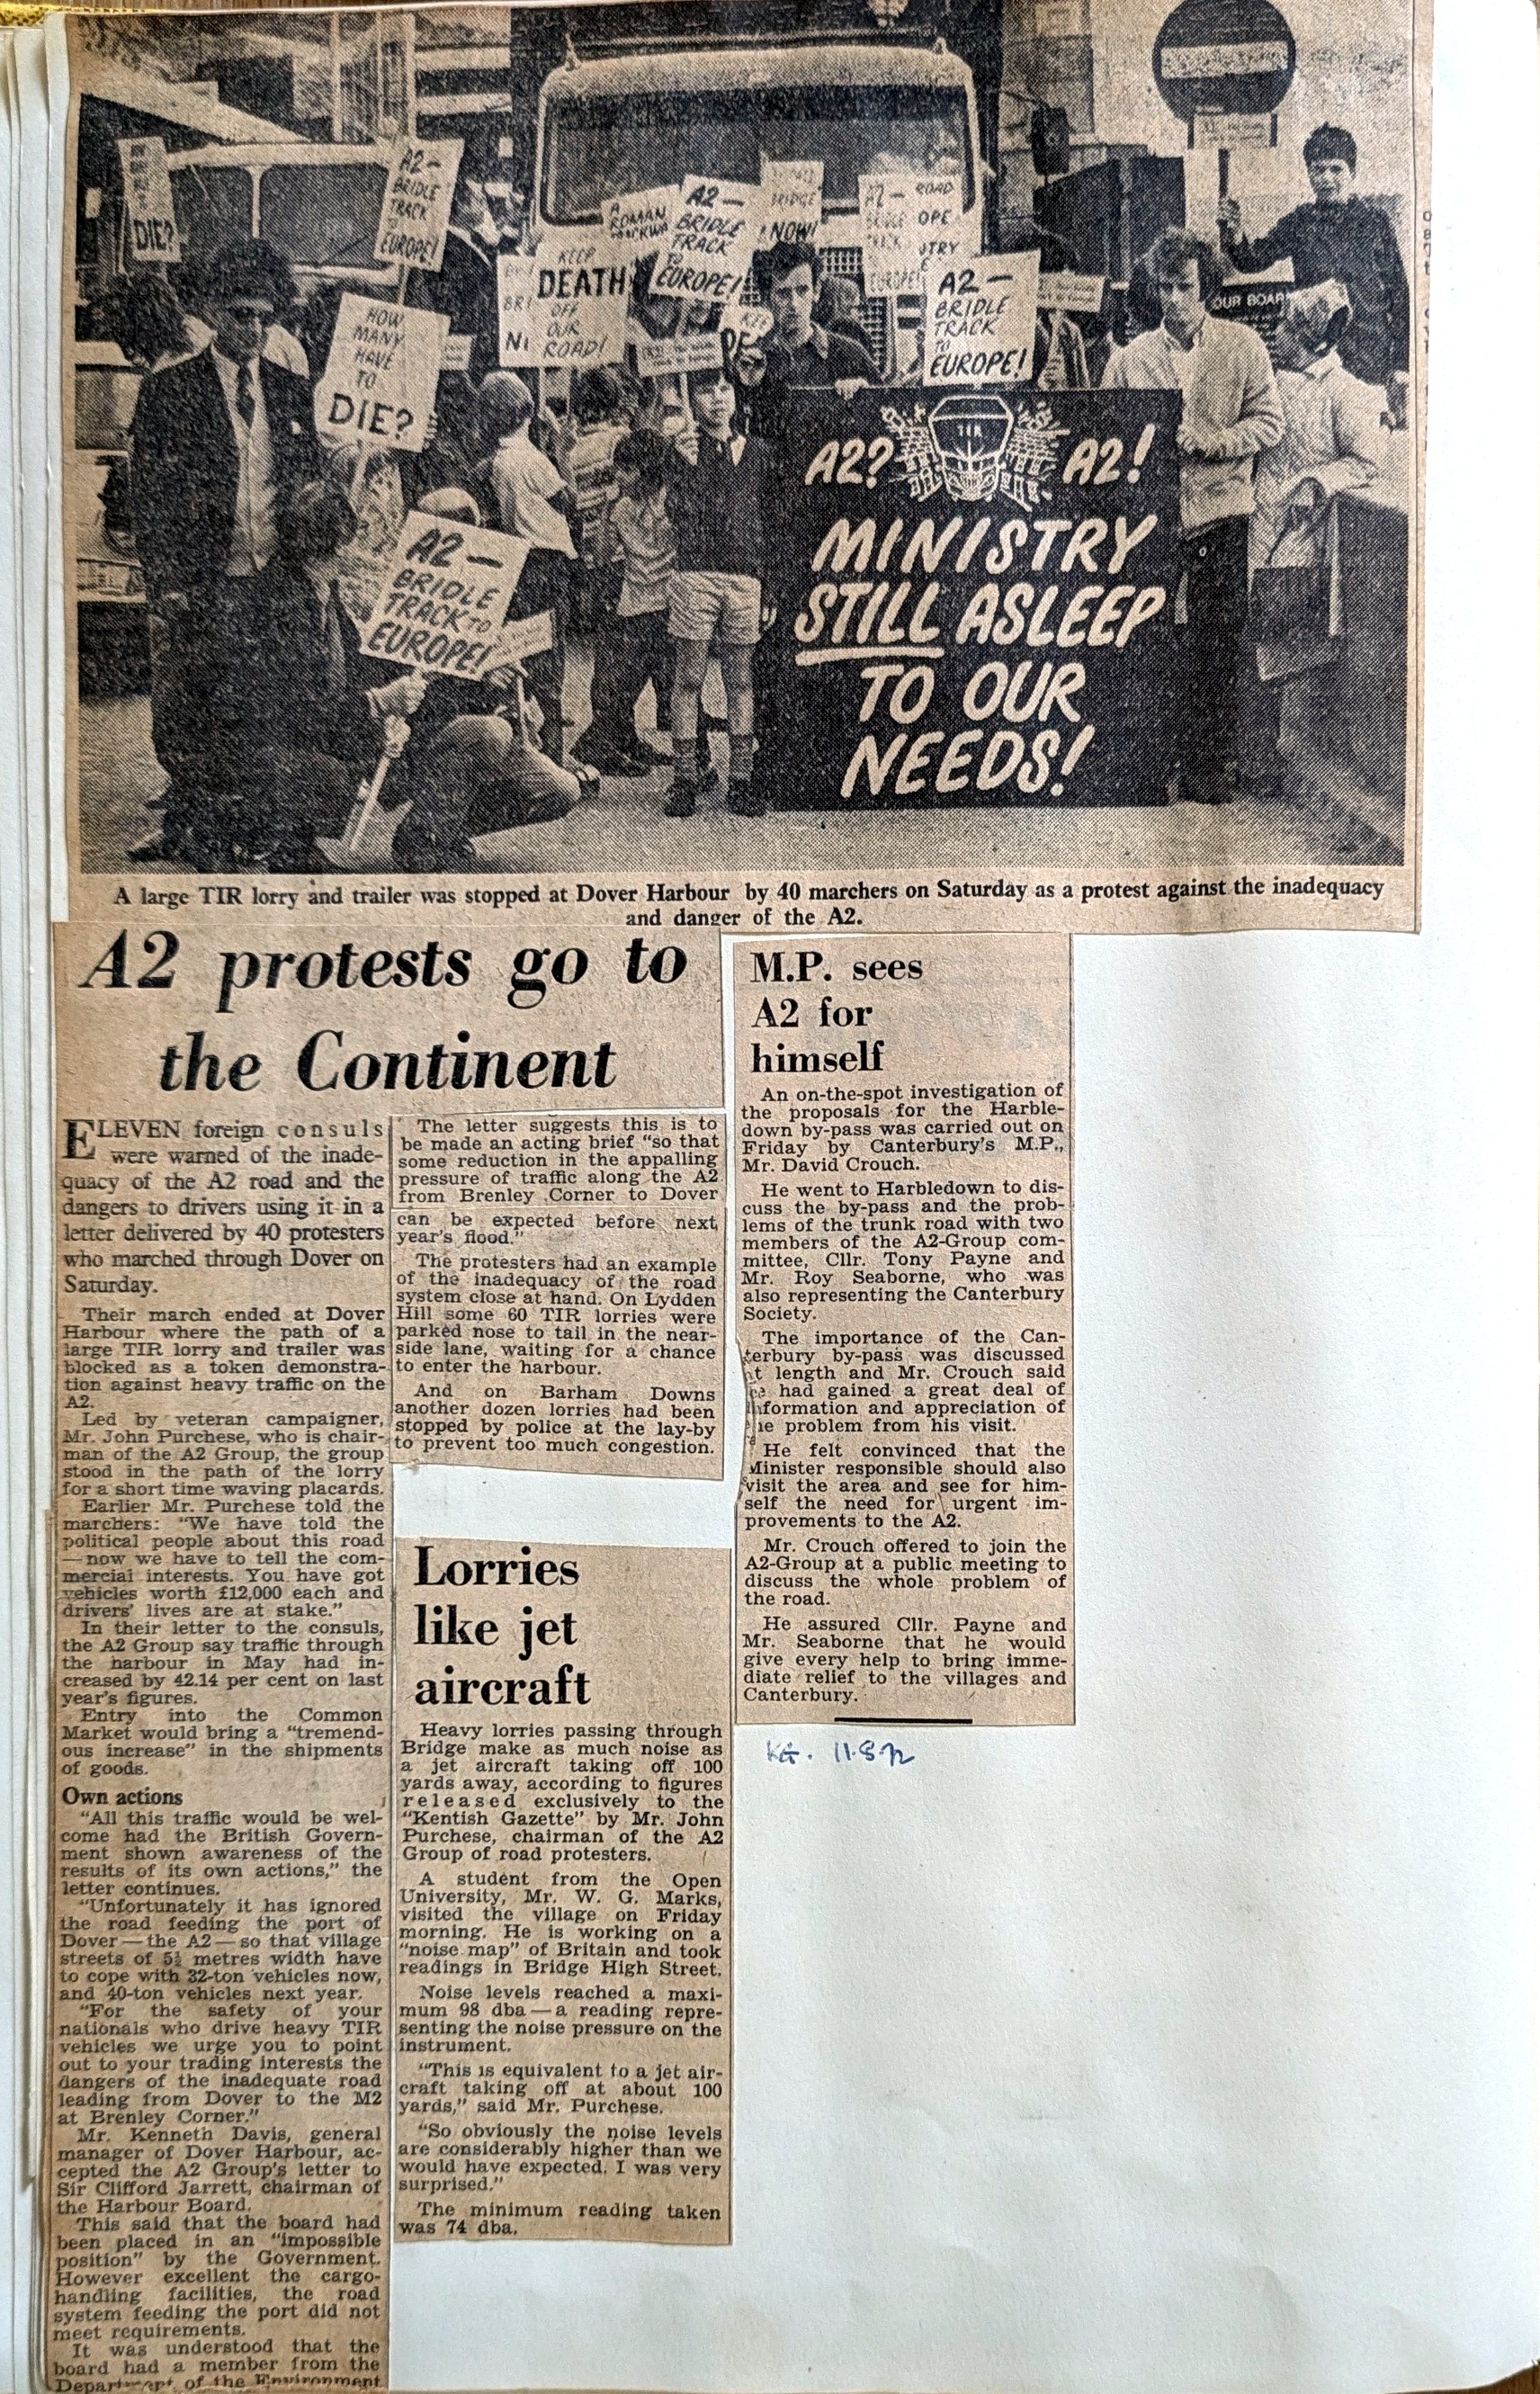 DIE?
A2-
BRIDLE
TRACK
TO
EUROPE!
HOW
MANY
HAVE
TO
DIE?
KEEP
DEATH
OFF
OUR
ROAD!
A
ROMAN
A2-
BRIDLE
TRACK
TO
EUROPE!
BRIDGE
NOW!
A2-
ROAD
OPE
TRY
EUROPE!
A2-
BRIDLE
TRACK
TO
EUROPE!
OUR BOAR
A2-
BRIDLE
TRACK TO
EUROPE!
A2? TIR A2!
MINISTRY
STILL ASLEEP
TO OUR
NEEDS!
A large TIR lorry and trailer was stopped at Dover Harbour by 40 marchers on Saturday as a protest against the inadequacy
and danger of the A2.
A2 protests go to
the Continent
ELEVEN foreign consuls
were warned of the inade-
quacy of the A2 road and the
dangers to drivers using it in a
letter delivered by 40 protesters
who marched through Dover on
Saturday.
Their march ended at Dover
Harbour where the path of a
large TIR lorry and trailer was
blocked as a token demonstra-
tion against heavy traffic on the
A2.
Led by veteran campaigner,
Mr. John Purchese, who is chair-
man of the A2 Group, the group
stood in the path of the lorry
for a short time waving placards.
Earlier Mr. Purchese told the
marchers: "We have told the
political people about this road
—now we have to tell the com-
mercial interests. You have got
vehicles worth £12,000 each and
drivers' lives are at stake."
In their letter to the consuls,
the A2 Group say traffic through
the harbour in May had in-
creased by 42.14 per cent on last
year's figures.
Entry into the Common
Market would bring a "tremend-
ous increase" in the shipments
of goods.
Own actions
"All this traffic would be wel-
come had the British Govern-
ment shown awareness of the
results of its own actions," the
letter continues.
"Unfortunately it has ignored
the road feeding the port of
Dover—the A2—so that village
streets of 5½ metres width have
to cope with 32-ton vehicles now,
and 40-ton vehicles next year.
"For the safety of your
nationals who drive heavy TIR
vehicles we urge you to point
out to your trading interests the
dangers of the inadequate road
leading from Dover to the M2
at Brenley Corner."
Mr. Kenneth Davis, general
manager of Dover Harbour, ac-
cepted the A2 Group's letter to
Sir Clifford Jarrett, chairman of
the Harbour Board.
This said that the board had
been placed in an "impossible
position" by the Government.
However excellent the cargo-
handling facilities, the road
system feeding the port did not
meet requirements.
It was understood that the
board had a member from the
Department of the Environment
The letter suggests this is to
be made an acting brief "so that
some reduction in the appalling
pressure of traffic along the A2
from Brenley Corner to Dover
can be expected before next
year's flood."
The protesters had an example
of the inadequacy of the road
system close at hand. On Lydden
Hill some 60 TIR lorries were
parked nose to tail in the near-
side lane, waiting for a chance
to enter the harbour.
And on Barham Downs
another dozen lorries had been
stopped by police at the lay-by
to prevent too much congestion.
Lorries
like jet
aircraft
Heavy lorries passing through
Bridge make as much noise as
a jet aircraft taking off 100
yards away, according to figures
released exclusively to the
"Kentish Gazette" by Mr. John
Purchese, chairman of the A2
Group of road protesters.
A student from the Open
University, Mr. W. G. Marks,
visited the village on Friday
morning. He is working on a
"noise map" of Britain and took
readings in Bridge High Street.
Noise levels reached a maxi-
mum 98 dba—a reading repre-
senting the noise pressure on the
instrument.
"This is equivalent to a jet air-
craft taking off at about 100
yards," said Mr. Purchese.
"So obviously the noise levels
are considerably higher than we
would have expected. I was very
surprised."
The minimum reading taken
was 74 dba.
M.P. sees
A2 for
himself
An on-the-spot investigation of
the proposals for the Harble-
down by-pass was carried out on
Friday by Canterbury's M.P.,
Mr. David Crouch.
He went to Harbledown to dis-
cuss the by-pass and the prob-
lems of the trunk road with two
members of the A2-Group com-
mittee, Cllr. Tony Payne and
Mr. Roy Seaborne, who was
also representing the Canterbury
Society.
The importance of the Can-
terbury by-pass was discussed
t length and Mr. Crouch said
e had gained a great deal of
nformation and appreciation of
e problem from his visit.
He felt convinced that the
Minister responsible should also
visit the area and see for him-
self the need for urgent im-
provements to the A2.
Mr. Crouch offered to join the
A2-Group at a public meeting to
discuss the whole problem of
the road.
He assured Cllr. Payne and
Mr. Seaborne that he would
give every help to bring imme-
diate relief to the villages and
Canterbury.
KG. 11.8.72